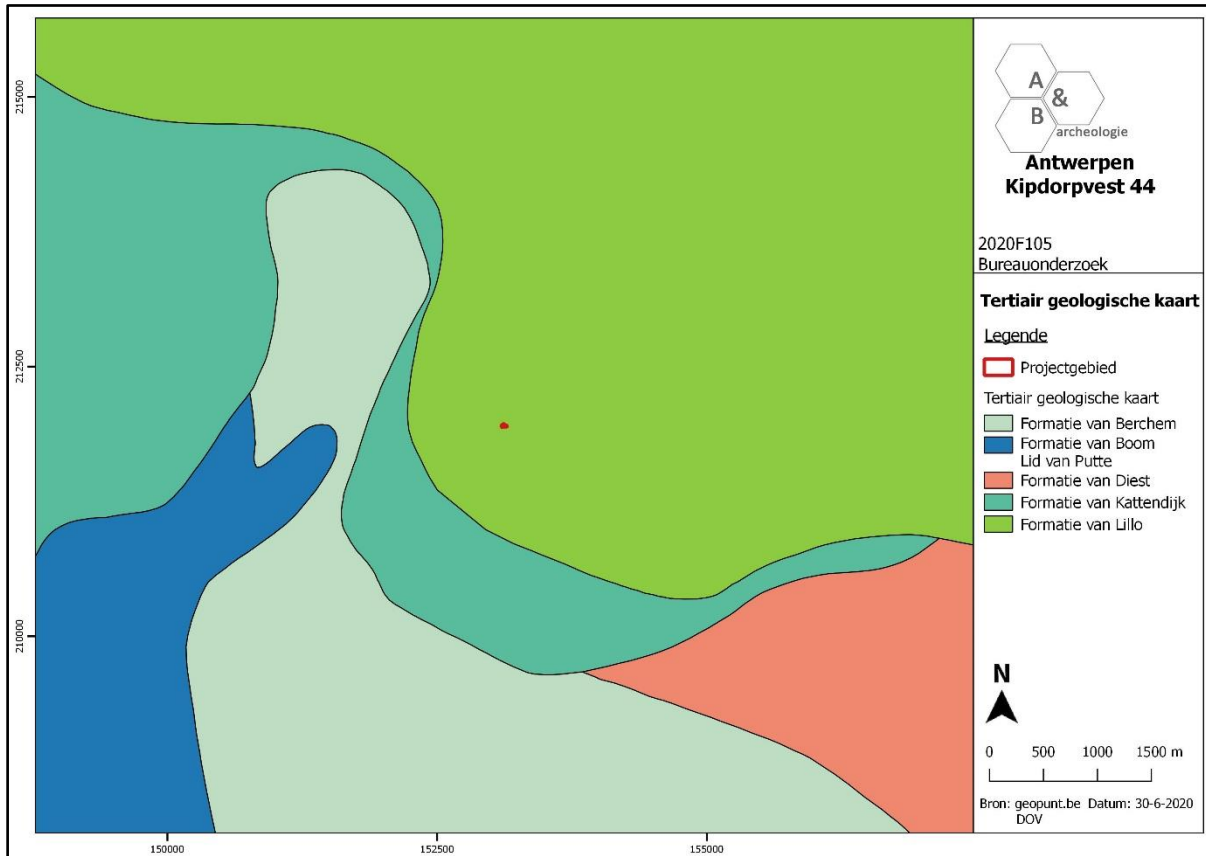 A
&
B
archeologie
Antwerpen
Kipdorpvest 44
2020F105
Bureauonderzoek
Tertiair geologische kaart
Legende
Projectgebied
Tertiair geologische kaart
Formatie van Berchem
Formatie van Boom
Lid van Putte
Formatie van Diest
Formatie van Kattendijk
Formatie van Lillo
N
0 500 1000 1500 m
Bron: geopunt.be Datum: 30-6-2020
DOV
215000
212500
210000
150000 152500 155000